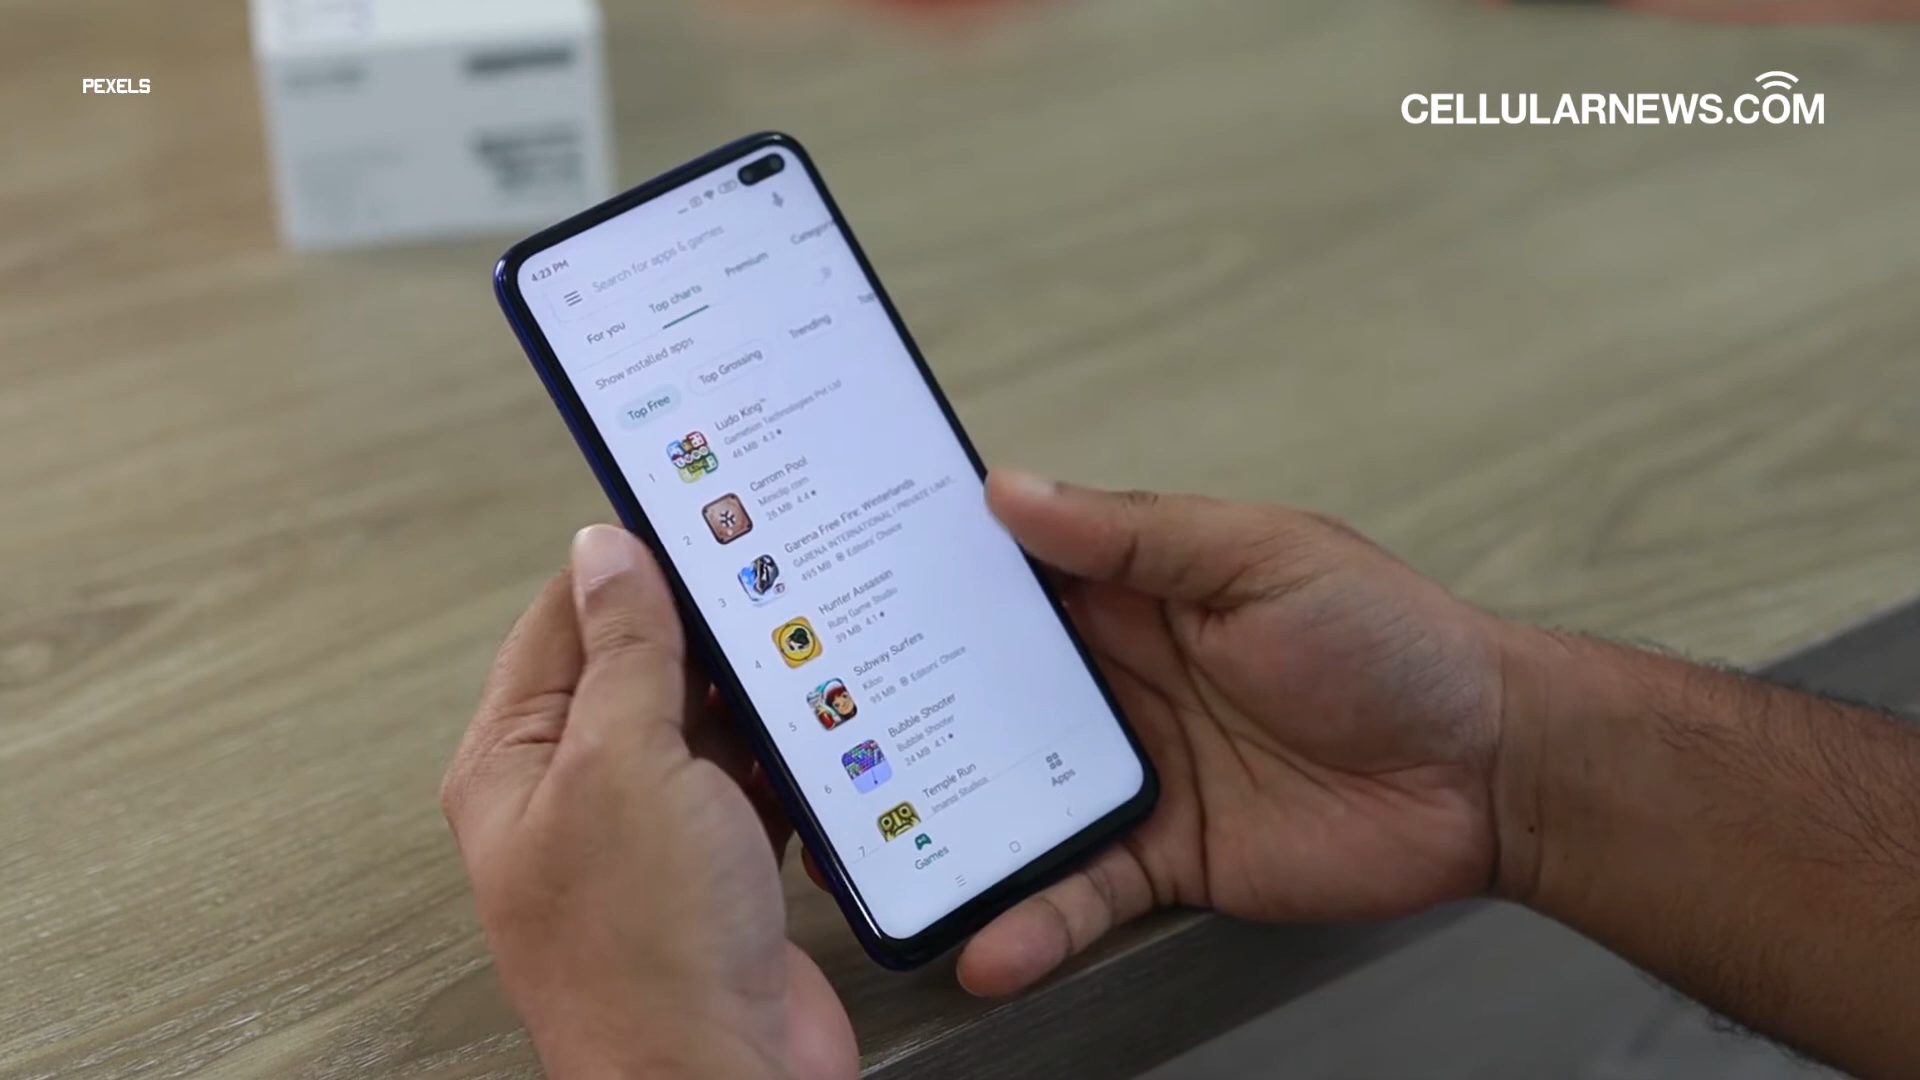 PEXELS
CELLULARNEWS.COM
4:23 PM
Search for apps & games
For you
Top charts
Premium
Show installed apps
Top Free
Top Grossing
Trending
Top
1
Ludo King™
Gametion Technologies Pvt Ltd
46 MB 4.2★
2
Carrom Pool
Miniclip.com
26 MB 4.4★
3
Garena Free Fire: Winterlands
GARENA INTERNATIONAL I PRIVATE LIMIT...
495 MB Editors' Choice
4
Hunter Assassin
Ruby Game Studio
39 MB 4.1★
5
Subway Surfers
Kiloo
95 MB Editors' Choice
6
Bubble Shooter
Bubble Shooter
24 MB 4.1★
7
Temple Run
Imangi Studios
Games
Apps